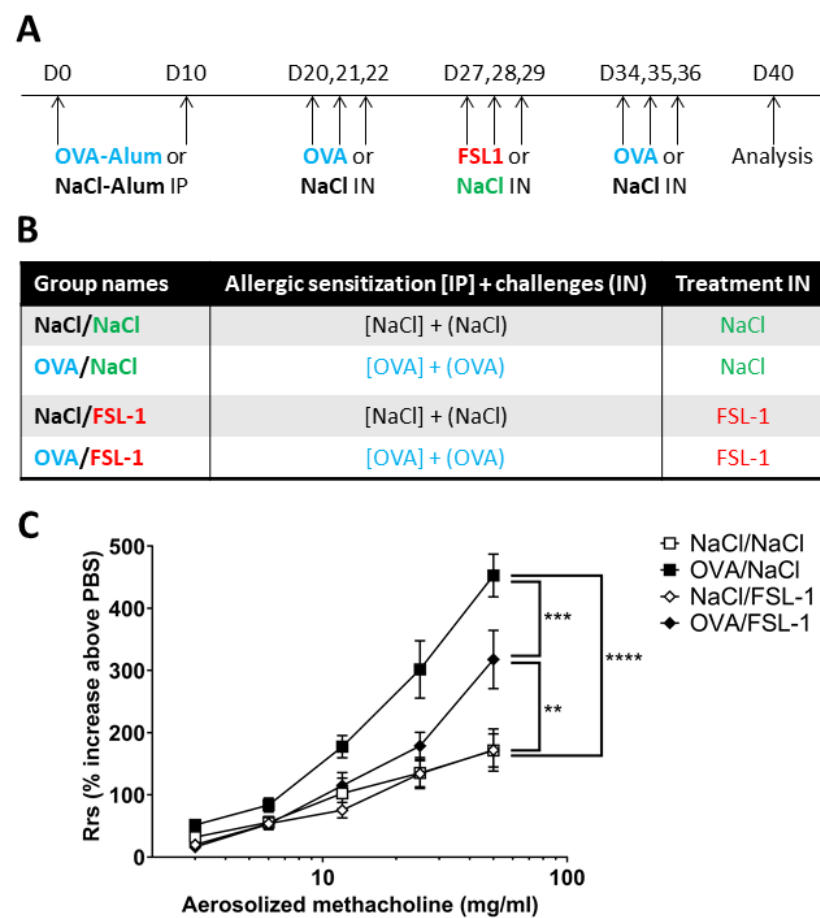 A
D0 D10 D20,21,22 D27,28,29 D34,35,36 D40
OVA-Alum or OVA or FSL1 or OVA or Analysis
NaCl-Alum IP NaCl IN NaCl IN NaCl IN
B
Group names Allergic sensitization [IP] + challenges (IN) Treatment IN
NaCl/NaCl [NaCl] + (NaCl) NaCl
OVA/NaCl [OVA] + (OVA) NaCl
NaCl/FSL-1 [NaCl] + (NaCl) FSL-1
OVA/FSL-1 [OVA] + (OVA) FSL-1
C
Rrs (% increase above PBS)
500
400
300
200
100
0
10 100
Aerosolized methacholine (mg/ml)
***
****
**
NaCl/NaCl
OVA/NaCl
NaCl/FSL-1
OVA/FSL-1